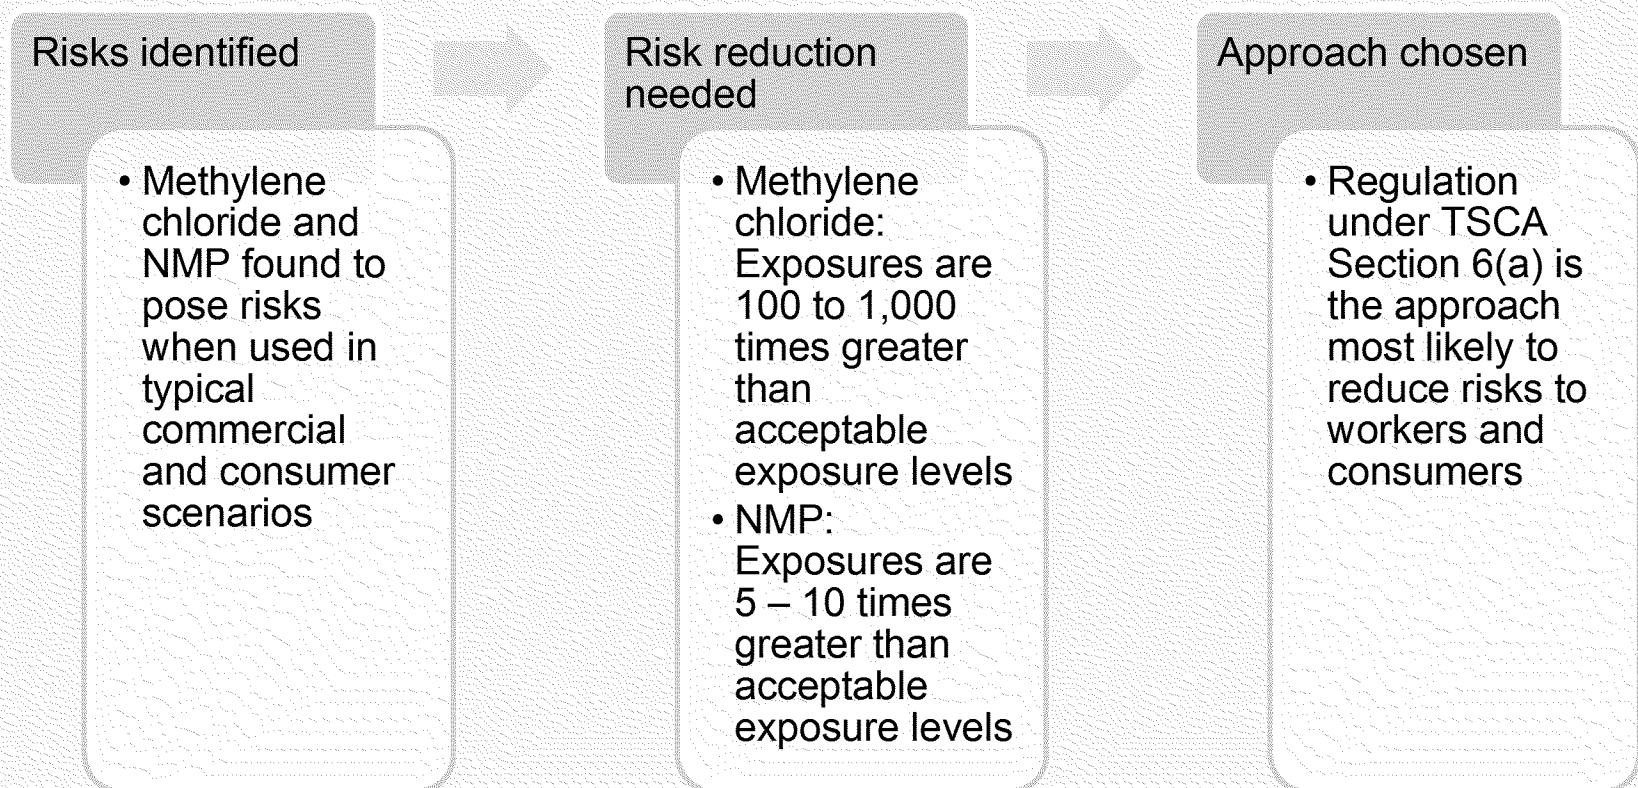 Risks identified
• Methylene
chloride and
NMP found to
pose risks
when used in
typical
commercial
and consumer
scenarios
Risk reduction
needed
• Methylene
chloride:
Exposures are
100 to 1,000
times greater
than
acceptable
exposure levels
• NMP:
Exposures are
5 – 10 times
greater than
acceptable
exposure levels
Approach chosen
• Regulation
under TSCA
Section 6(a) is
the approach
most likely to
reduce risks to
workers and
consumers